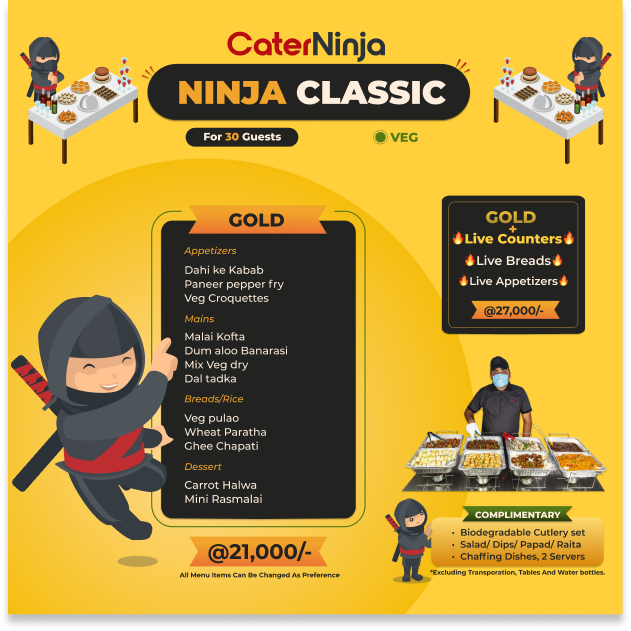 CaterNinja
NINJA CLASSIC
For 30 Guests
VEG
GOLD
Appetizers
Dahi ke Kabab
Paneer pepper fry
Veg Croquettes
Mains
Malai Kofta
Dum aloo Banarasi
Mix Veg dry
Dal tadka
Breads/Rice
Veg pulao
Wheat Paratha
Ghee Chapati
Dessert
Carrot Halwa
Mini Rasmalai
@21,000/-
All Menu Items Can Be Changed As Preference
GOLD
+
Live Counters
Live Breads
Live Appetizers
@27,000/-
COMPLIMENTARY
• Biodegradable Cutlery set
• Salad/ Dips/ Papad/ Raita
• Chaffing Dishes, 2 Servers
*Excluding Transporation, Tables And Water bottles.